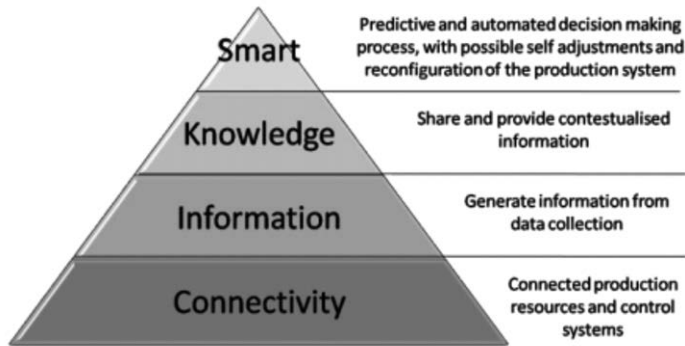 Smart
Predictive and automated decision making
process, with possible self adjustments and
reconfiguration of the production system
Knowledge
Share and provide contestualised
information
Information
Generate information from
data collection
Connectivity
Connected production
resources and control
systems